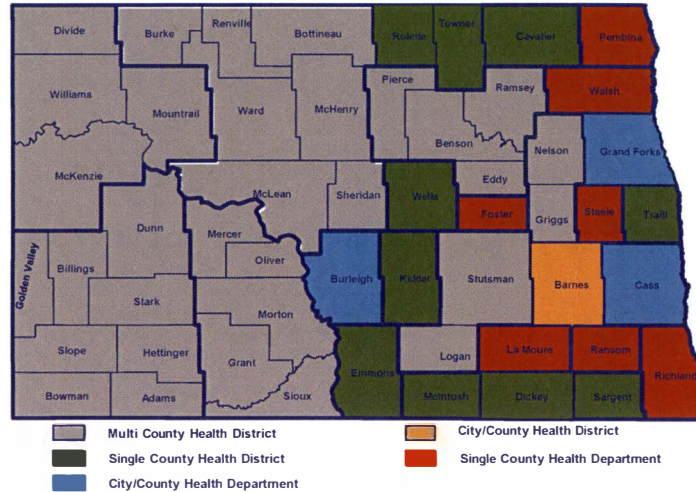 Divide
Burke
Renville
Bottineau
Rolette
Towner
Cavalier
Pembina
Williams
Mountrail
Ward
McHenry
Pierce
Ramsey
Walsh
Benson
Nelson
Grand Forks
McKenzie
McLean
Sheridan
Wells
Eddy
Foster
Griggs
Steele
Traill
Dunn
Mercer
Oliver
Golden Valley
Billings
Burleigh
Kidder
Stutsman
Barnes
Cass
Stark
Morton
Slope
Hettinger
Grant
Logan
La Moure
Ransom
Richland
Emmons
Bowman
Adams
Sioux
McIntosh
Dickey
Sargent
Multi County Health District
City/County Health District
Single County Health District
Single County Health Department
City/County Health Department